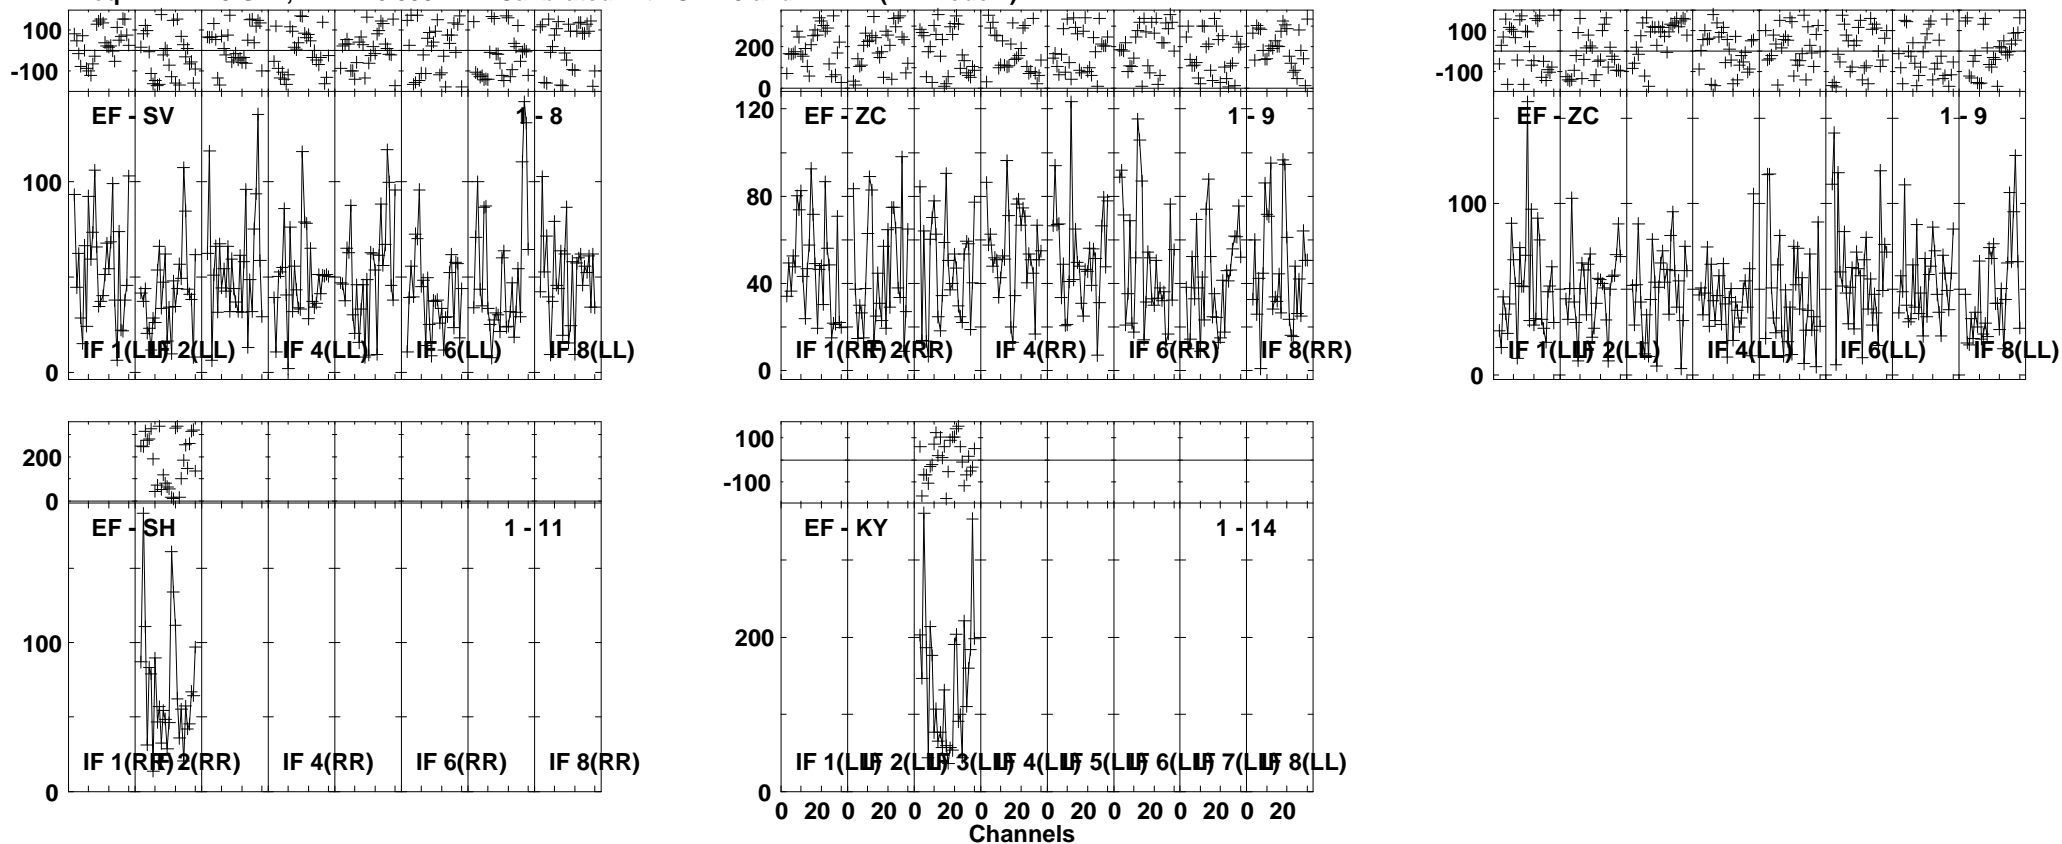 100
-100
EF - SV
1 - 8
100
0
IF 1(LL) IF 2(LL) IF 4(LL) IF 6(LL) IF 8(LL)
200
0
EF - ZC
1 - 9
120
80
40
0
IF 1(RR) IF 2(RR) IF 4(RR) IF 6(RR) IF 8(RR)
100
-100
EF - ZC
1 - 9
100
0
IF 1(LL) IF 2(LL) IF 4(LL) IF 6(LL) IF 8(LL)
200
0
EF - SH
1 - 11
100
0
IF 1(RR) IF 2(RR) IF 4(RR) IF 6(RR) IF 8(RR)
100
-100
EF - KY
1 - 14
200
0
IF 1(LL) IF 2(LL) IF 3(LL) IF 4(LL) IF 5(LL) IF 6(LL) IF 7(LL) IF 8(LL)
0 20 0 20 0 20 0 20 0 20 0 20 0 20 0 20
Channels